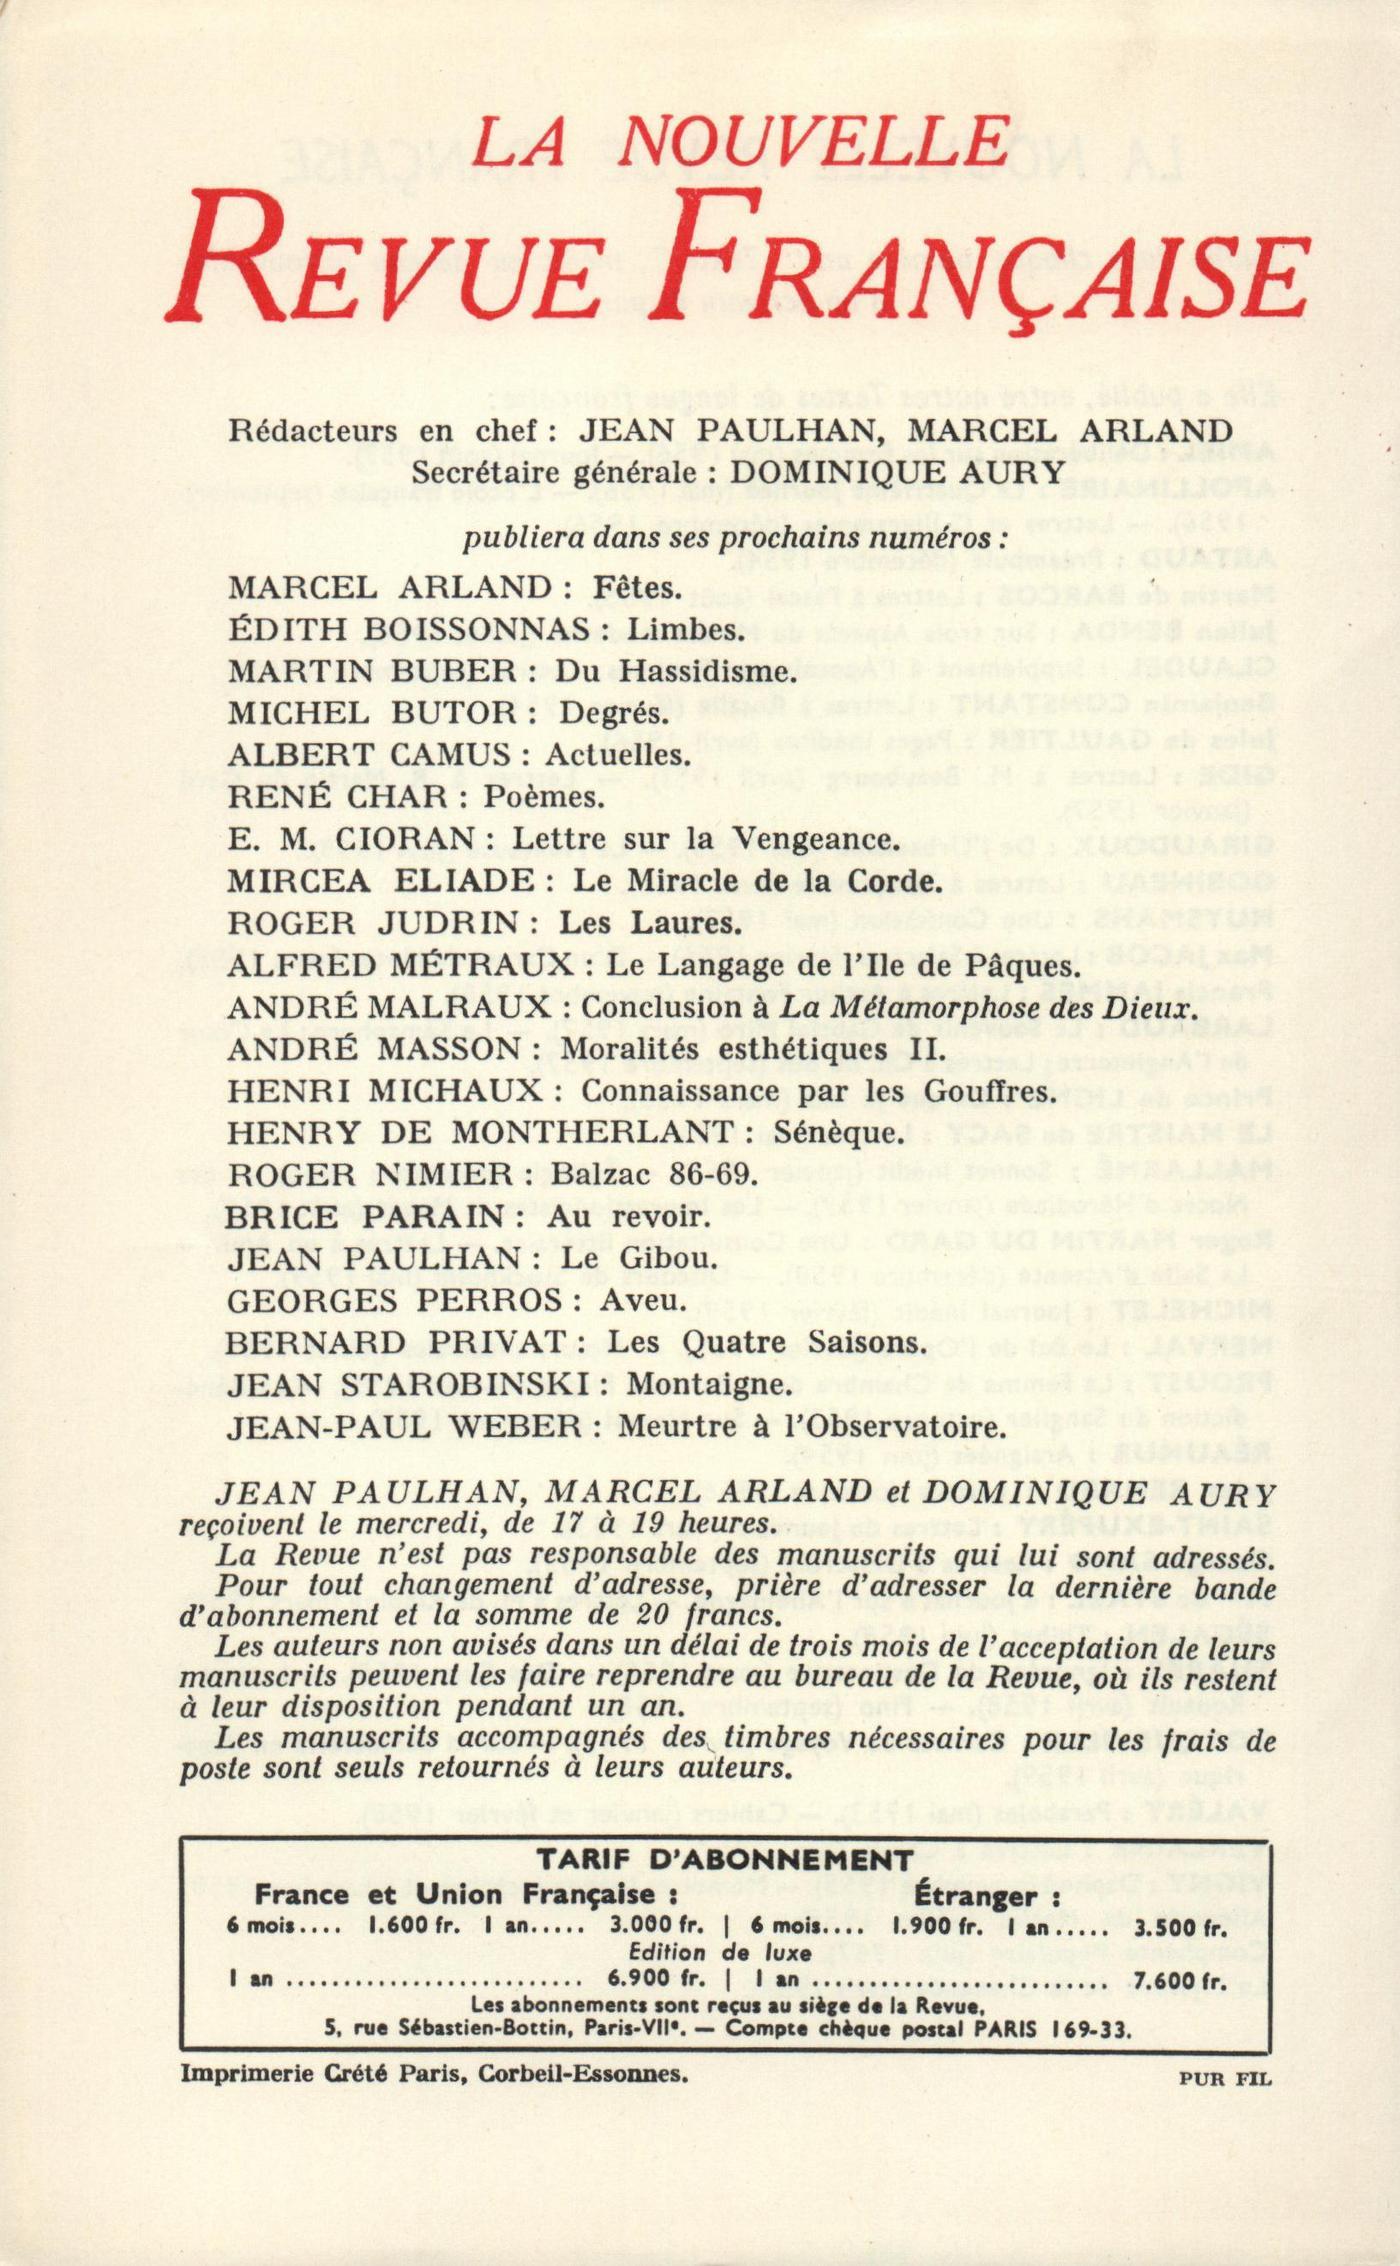 LA NOUVELLE
REVUE FRANÇAISE
Rédacteurs en chef : JEAN PAULHAN, MARCEL ARLAND
Secrétaire générale : DOMINIQUE AURY
publiera dans ses prochains numéros :
MARCEL ARLAND : Fêtes.
ÉDITH BOISSONNAS : Limbes.
MARTIN BUBER : Du Hassidisme.
MICHEL BUTOR : Degrés.
ALBERT CAMUS : Actuelles.
RENÉ CHAR : Poèmes.
E. M. CIORAN : Lettre sur la Vengeance.
MIRCEA ELIADE : Le Miracle de la Corde.
ROGER JUDRIN : Les Laures.
ALFRED MÉTRAUX : Le Langage de l'Ile de Pâques.
ANDRÉ MALRAUX : Conclusion à La Métamorphose des Dieux.
ANDRÉ MASSON : Moralités esthétiques II.
HENRI MICHAUX : Connaissance par les Gouffres.
HENRY DE MONTHERLANT : Sénèque.
ROGER NIMIER : Balzac 86-69.
BRICE PARAIN : Au revoir.
JEAN PAULHAN : Le Gibou.
GEORGES PERROS : Aveu.
BERNARD PRIVAT : Les Quatre Saisons.
JEAN STAROBINSKI : Montaigne.
JEAN-PAUL WEBER : Meurtre à l'Observatoire.
JEAN PAULHAN, MARCEL ARLAND et DOMINIQUE AURY
reçoivent le mercredi, de 17 à 19 heures.
La Revue n'est pas responsable des manuscrits qui lui sont adressés.
Pour tout changement d'adresse, prière d'adresser la dernière bande
d'abonnement et la somme de 20 francs.
Les auteurs non avisés dans un délai de trois mois de l'acceptation de leurs
manuscrits peuvent les faire reprendre au bureau de la Revue, où ils restent
à leur disposition pendant un an.
Les manuscrits accompagnés des timbres nécessaires pour les frais de
poste sont seuls retournés à leurs auteurs.
TARIF D'ABONNEMENT
France et Union Française : Étranger :
6 mois.... 1.600 fr. 1 an..... 3.000 fr. | 6 mois.... 1.900 fr. 1 an..... 3.500 fr.
Edition de luxe
1 an .......................... 6.900 fr. | 1 an .......................... 7.600 fr.
Les abonnements sont reçus au siège de la Revue,
5, rue Sébastien-Bottin, Paris-VIIe. — Compte chèque postal PARIS 169-33.
Imprimerie Crété Paris, Corbeil-Essonnes. PUR FIL